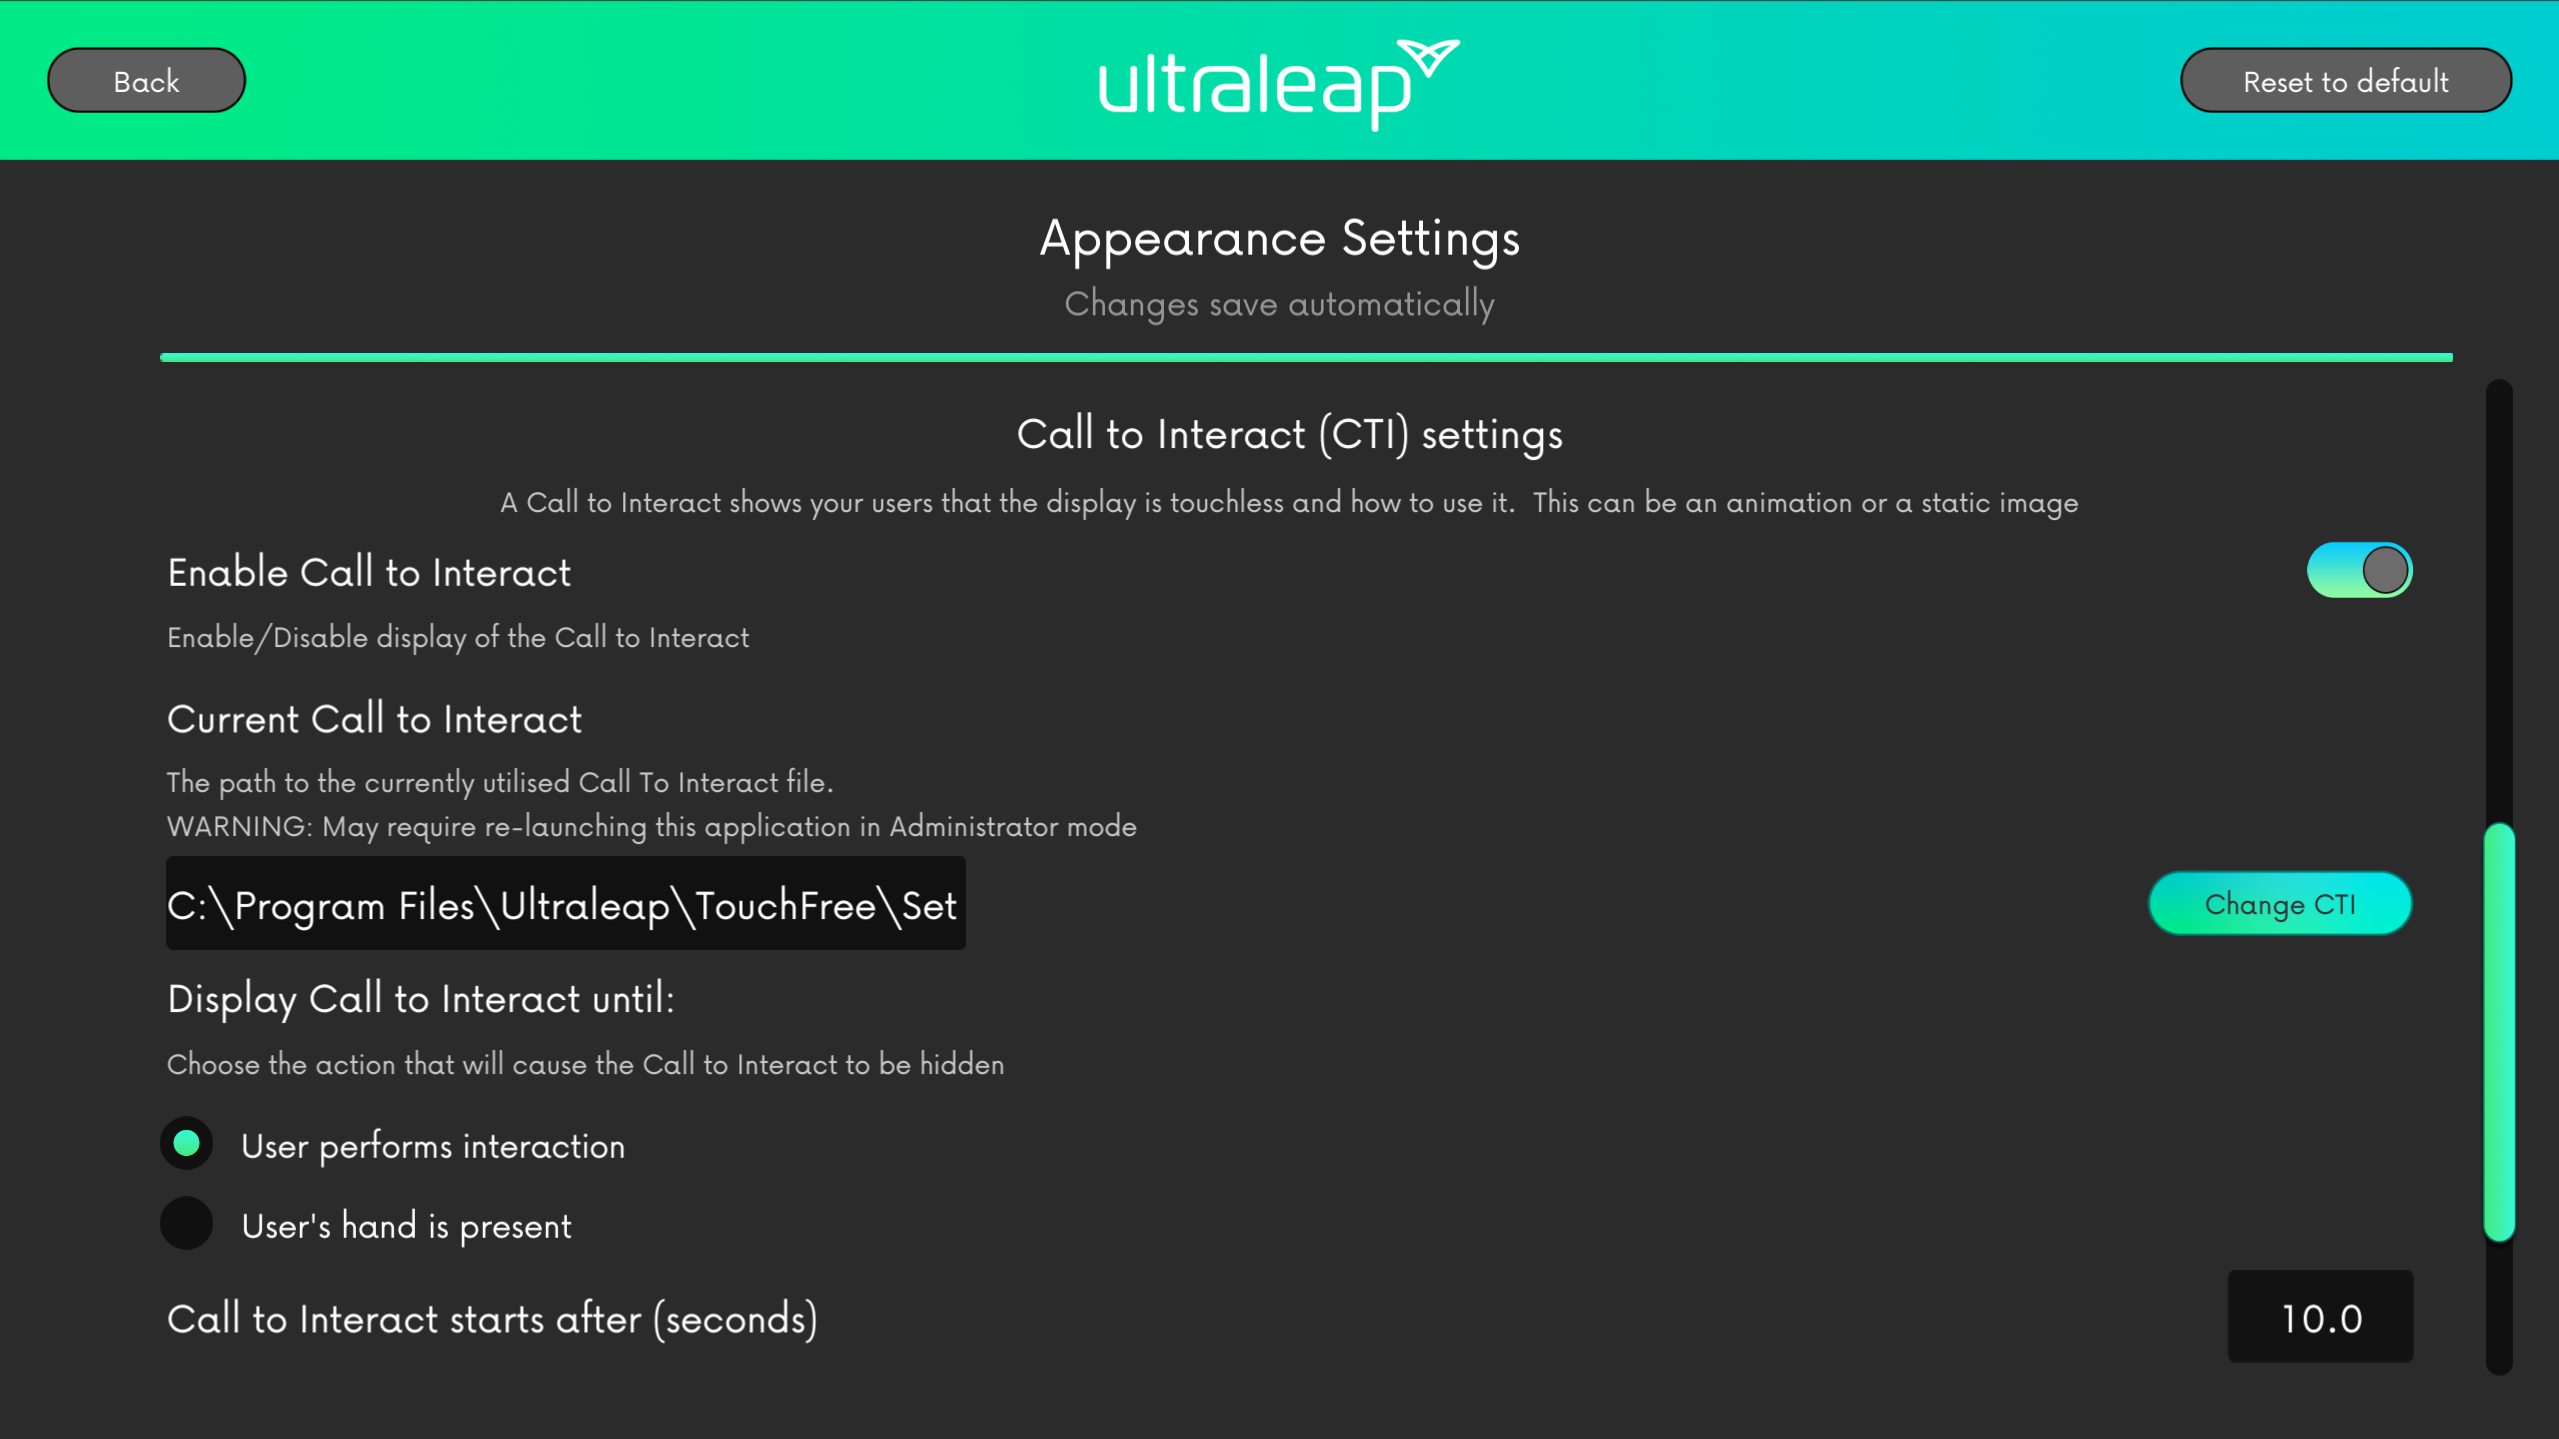 Back
ultraleap
Reset to default
Appearance Settings
Changes save automatically
Call to Interact (CTI) settings
A Call to Interact shows your users that the display is touchless and how to use it.  This can be an animation or a static image
Enable Call to Interact
Enable/Disable display of the Call to Interact
Current Call to Interact
The path to the currently utilised Call To Interact file.
WARNING: May require re-launching this application in Administrator mode
C:\Program Files\Ultraleap\TouchFree\Set
Change CTI
Display Call to Interact until:
Choose the action that will cause the Call to Interact to be hidden
User performs interaction
User's hand is present
Call to Interact starts after (seconds)
10.0